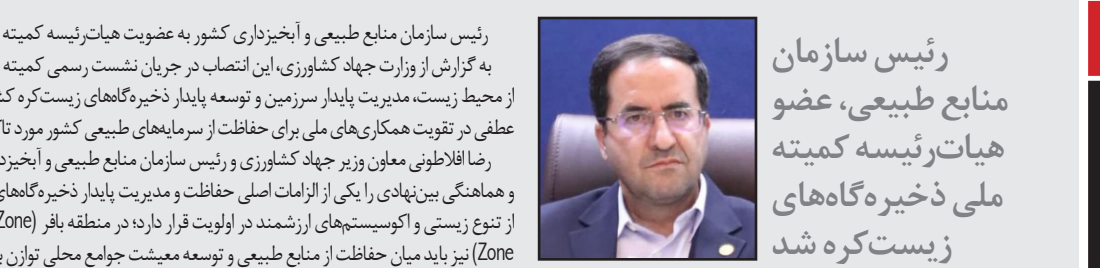 رئیس سازمان
منابع طبیعی، عضو
هیات‌رئیسه کمیته
ملی ذخیره‌گاه‌های
زیست‌کره شد
رئیس سازمان منابع طبیعی و آبخیزداری کشور به عضویت هیات‌رئیسه کمیته
به گزارش از وزارت جهاد کشاورزی، این انتصاب در جریان نشست رسمی کمیته
از محیط زیست، مدیریت پایدار سرزمین و توسعه پایدار ذخیره‌گاه‌های زیست‌کره
عطفی در تقویت همکاری‌های ملی برای حفاظت از سرمایه‌های طبیعی کشور مورد
رضا افلاطونی معاون وزیر جهاد کشاورزی و رئیس سازمان منابع طبیعی و
و هماهنگی بین‌نهادی را یکی از الزامات اصلی حفاظت و مدیریت پایدار ذخیره‌گاه‌های
از تنوع زیستی و اکوسیستم‌های ارزشمند در اولویت قرار دارد؛ در منطقه بافر (Zone
Zone) نیز باید میان حفاظت از منابع طبیعی و توسعه معیشت جوامع محلی توازن